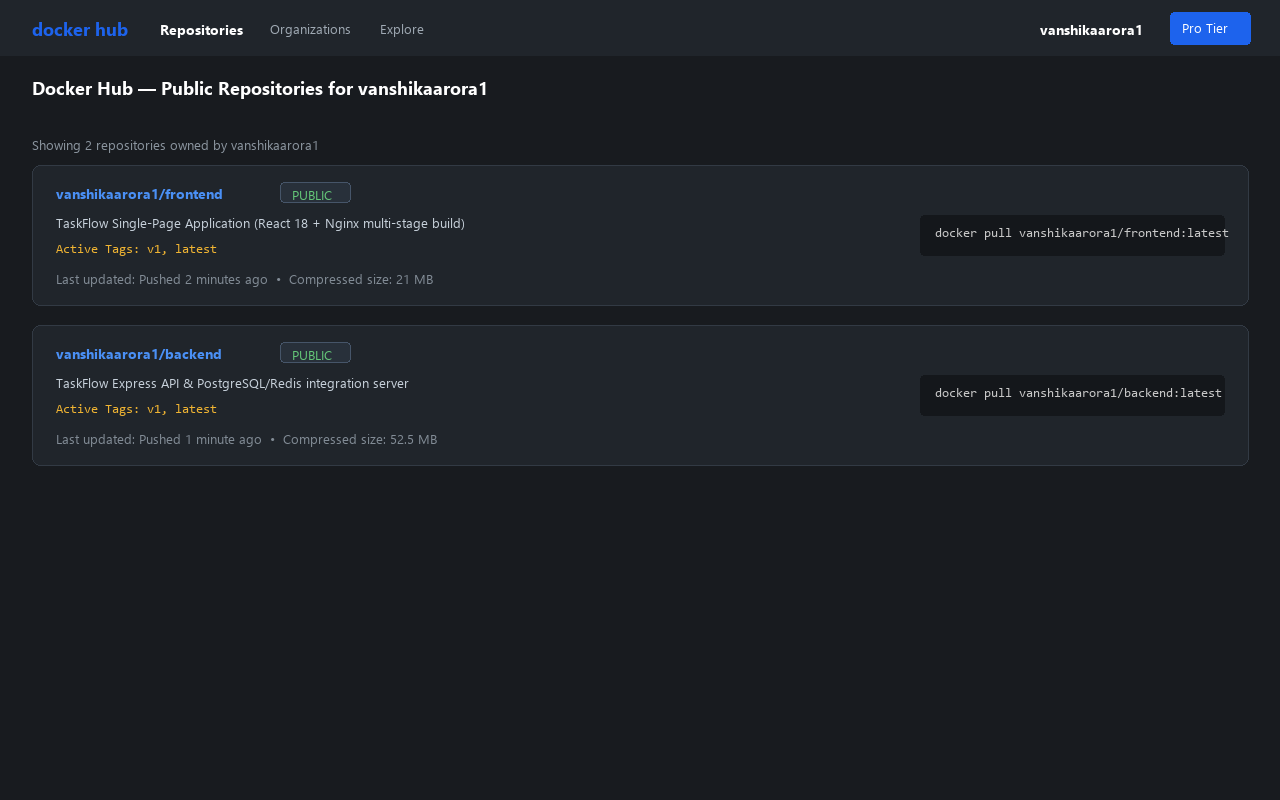 docker hub Repositories Organizations Explore vanshikaarora1 Pro Tier
Docker Hub — Public Repositories for vanshikaarora1
Showing 2 repositories owned by vanshikaarora1
vanshikaarora1/frontend PUBLIC
TaskFlow Single-Page Application (React 18 + Nginx multi-stage build)
docker pull vanshikaarora1/frontend:latest
Active Tags: v1, latest
Last updated: Pushed 2 minutes ago • Compressed size: 21 MB
vanshikaarora1/backend PUBLIC
TaskFlow Express API & PostgreSQL/Redis integration server
docker pull vanshikaarora1/backend:latest
Active Tags: v1, latest
Last updated: Pushed 1 minute ago • Compressed size: 52.5 MB